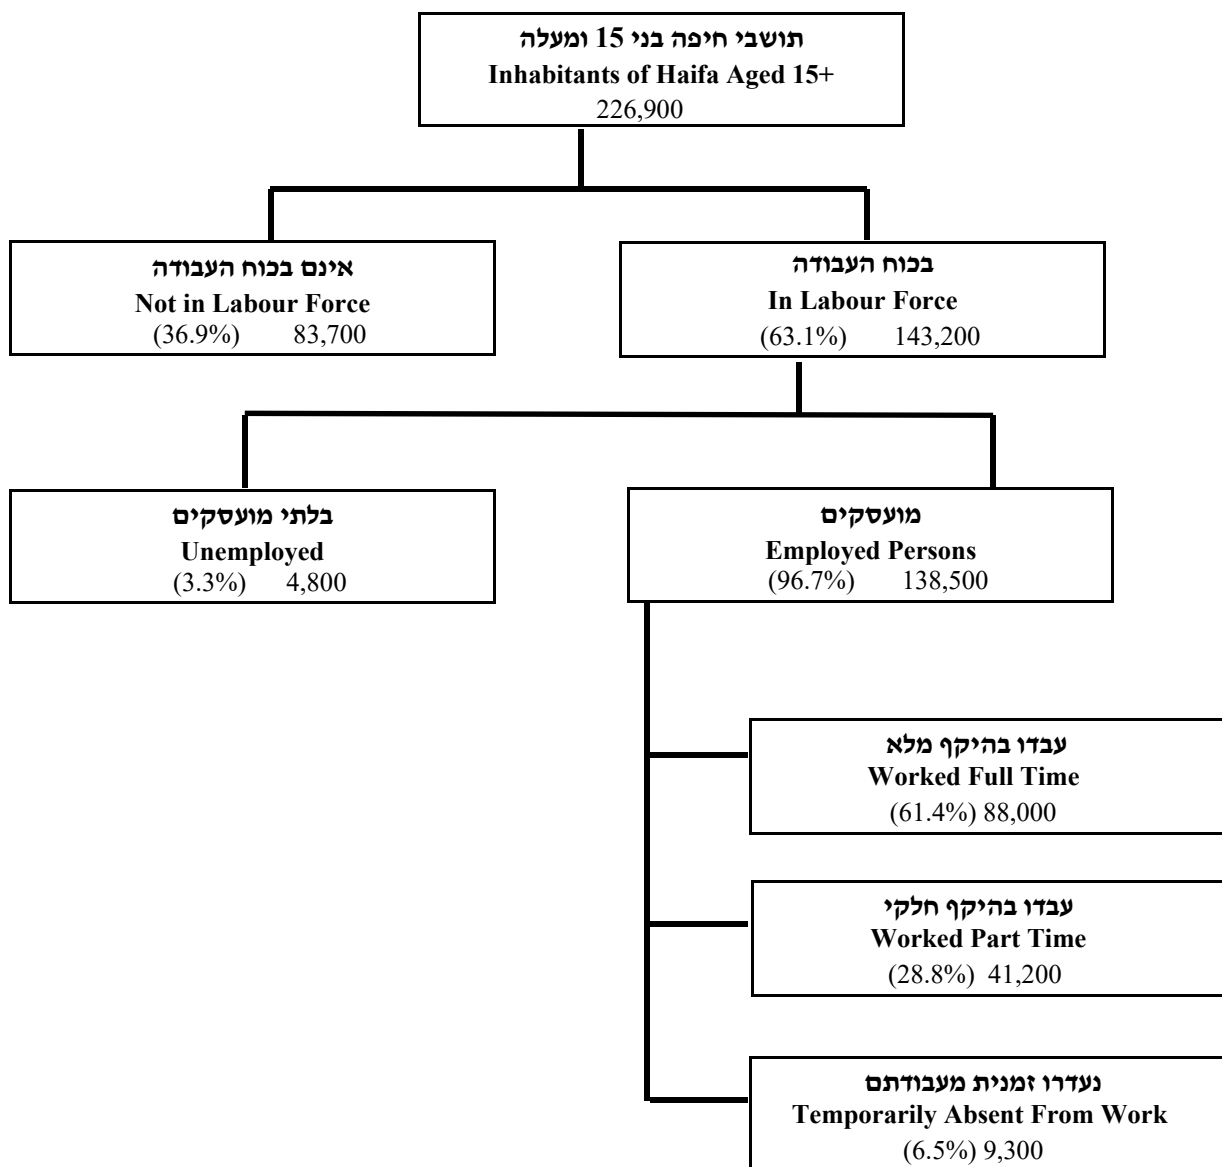 תושבי חיפה בני 15 ומעלה
Inhabitants of Haifa Aged 15+
226,900
אינם בכוח העבודה
Not in Labour Force
(36.9%) 83,700
בכוח העבודה
In Labour Force
(63.1%) 143,200
בלתי מועסקים
Unemployed
(3.3%) 4,800
מועסקים
Employed Persons
(96.7%) 138,500
עבדו בהיקף מלא
Worked Full Time
(61.4%) 88,000
עבדו בהיקף חלקי
Worked Part Time
(28.8%) 41,200
נעדרו זמנית מעבודתם
Temporarily Absent From Work
(6.5%) 9,300